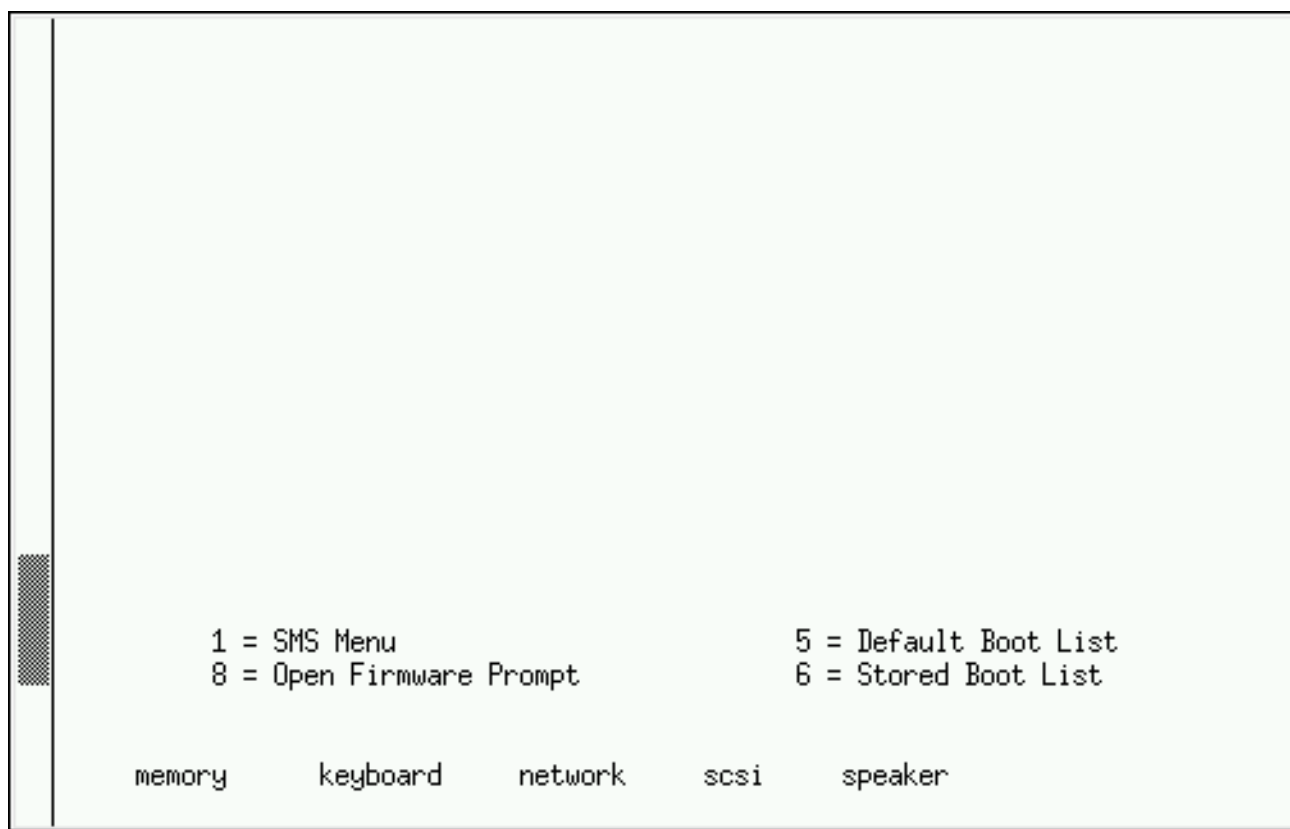 1 = SMS Menu 5 = Default Boot List
8 = Open Firmware Prompt 6 = Stored Boot List
memory keyboard network scsi speaker